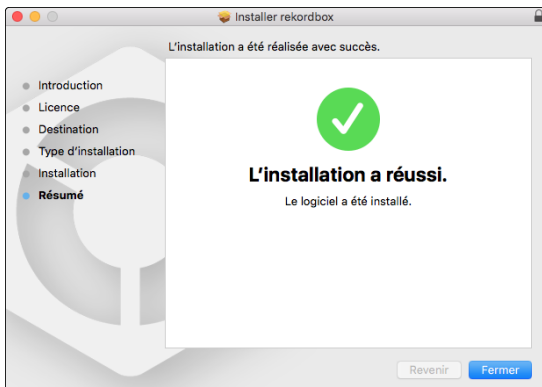 Installer rekordbox
L'installation a été réalisée avec succès.
Introduction
Licence
Destination
Type d'installation
Installation
Résumé
L'installation a réussi.
Le logiciel a été installé.
Revenir
Fermer